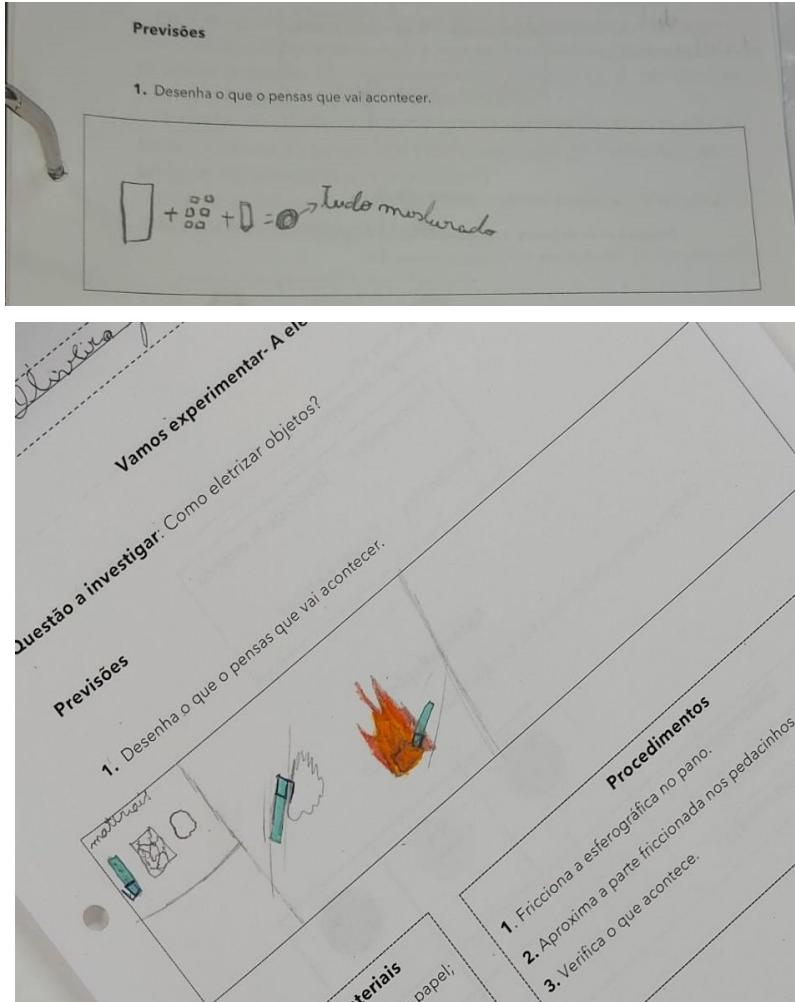 Previsões
1. Desenha o que o pensas que vai acontecer.
+ + = → Tudo misturado
Oliveira
Vamos experimentar- A ele
Questão a investigar: Como eletrizar objetos?
Previsões
1. Desenha o que o pensas que vai acontecer.
materiais
Procedimentos
1. Fricciona a esferográfica no pano.
2. Aproxima a parte friccionada nos pedacinhos
3. Verifica o que acontece.
teriais
papel;